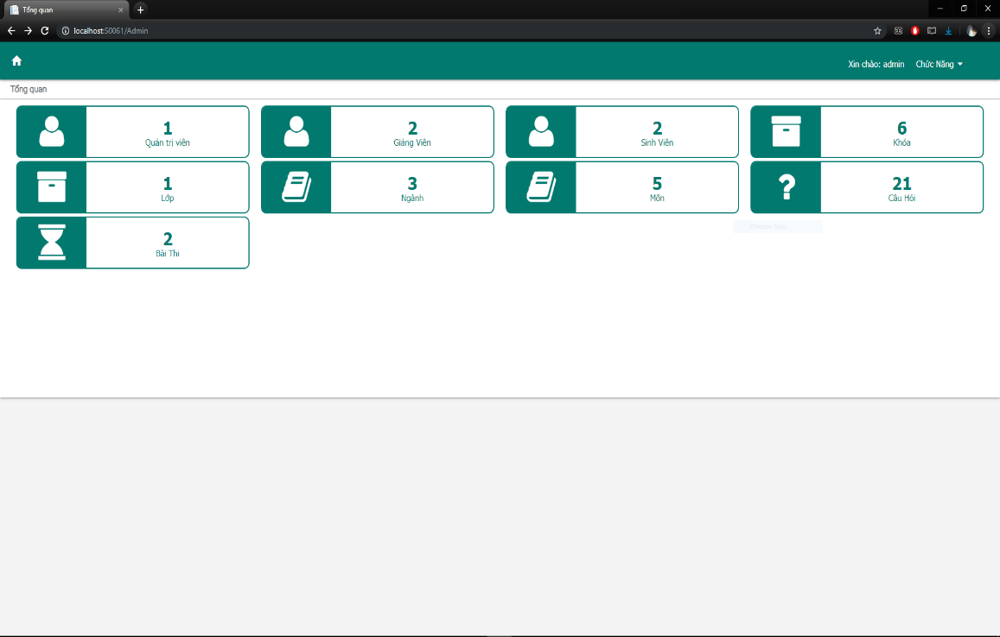 Tổng quan
localhost:50061/Admin
Xin chào: admin Chức Năng
Tổng quan
1
Quản trị viên
2
Giảng Viên
2
Sinh Viên
6
Khóa
1
Lớp
3
Ngành
5
Môn
?
21
Câu Hỏi
2
Bài Thi